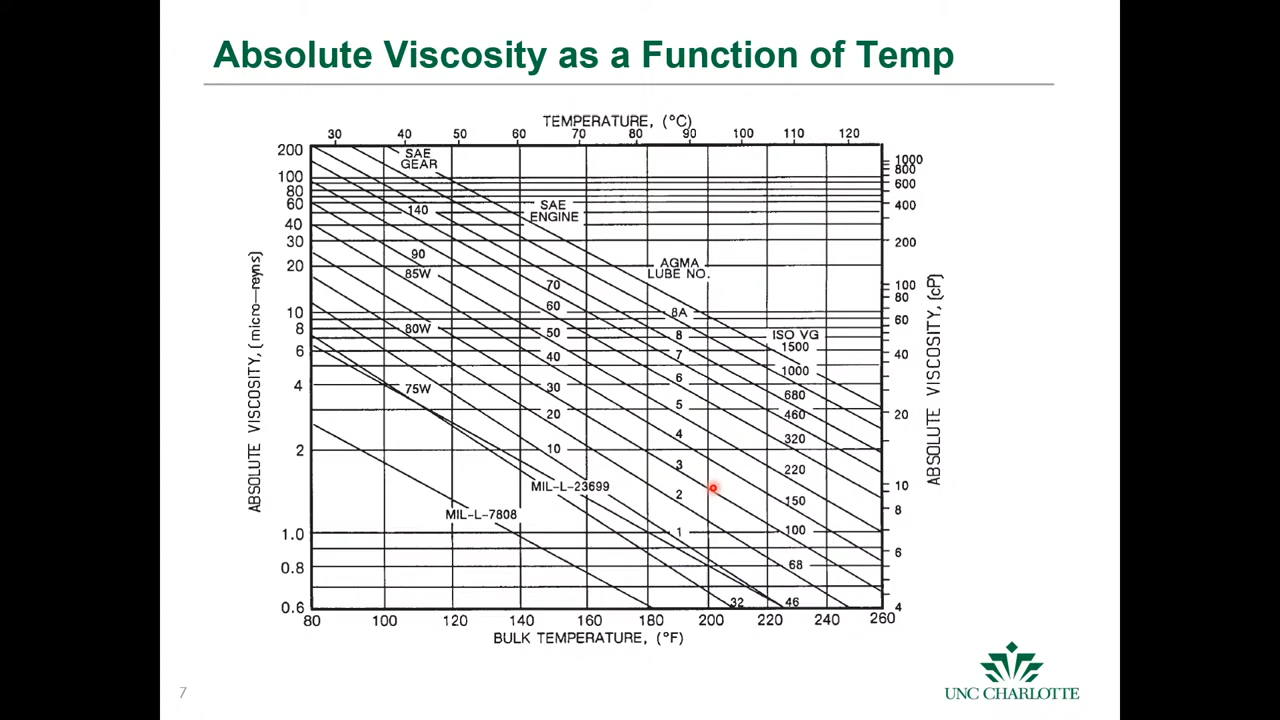 Absolute Viscosity as a Function of Temp
TEMPERATURE, (°C)
30 40 50 60 70 80 90 100 110 120
200
100
80
60
40
30
20
10
8
6
4
2
1.0
0.8
0.6
ABSOLUTE VISCOSITY, (micro—reyns)
SAE
GEAR
140
90
85W
80W
75W
SAE
ENGINE
70
60
50
40
30
20
10
MIL-L-23699
MIL-L-7808
AGMA
LUBE NO.
8A
8
7
6
5
4
3
2
1
ISO VG
1500
1000
680
460
320
220
150
100
68
46
32
1000
800
600
400
200
100
80
60
40
20
10
8
6
4
ABSOLUTE VISCOSITY, (cP)
80 100 120 140 160 180 200 220 240 260
BULK TEMPERATURE, (°F)
7
UNC CHARLOTTE